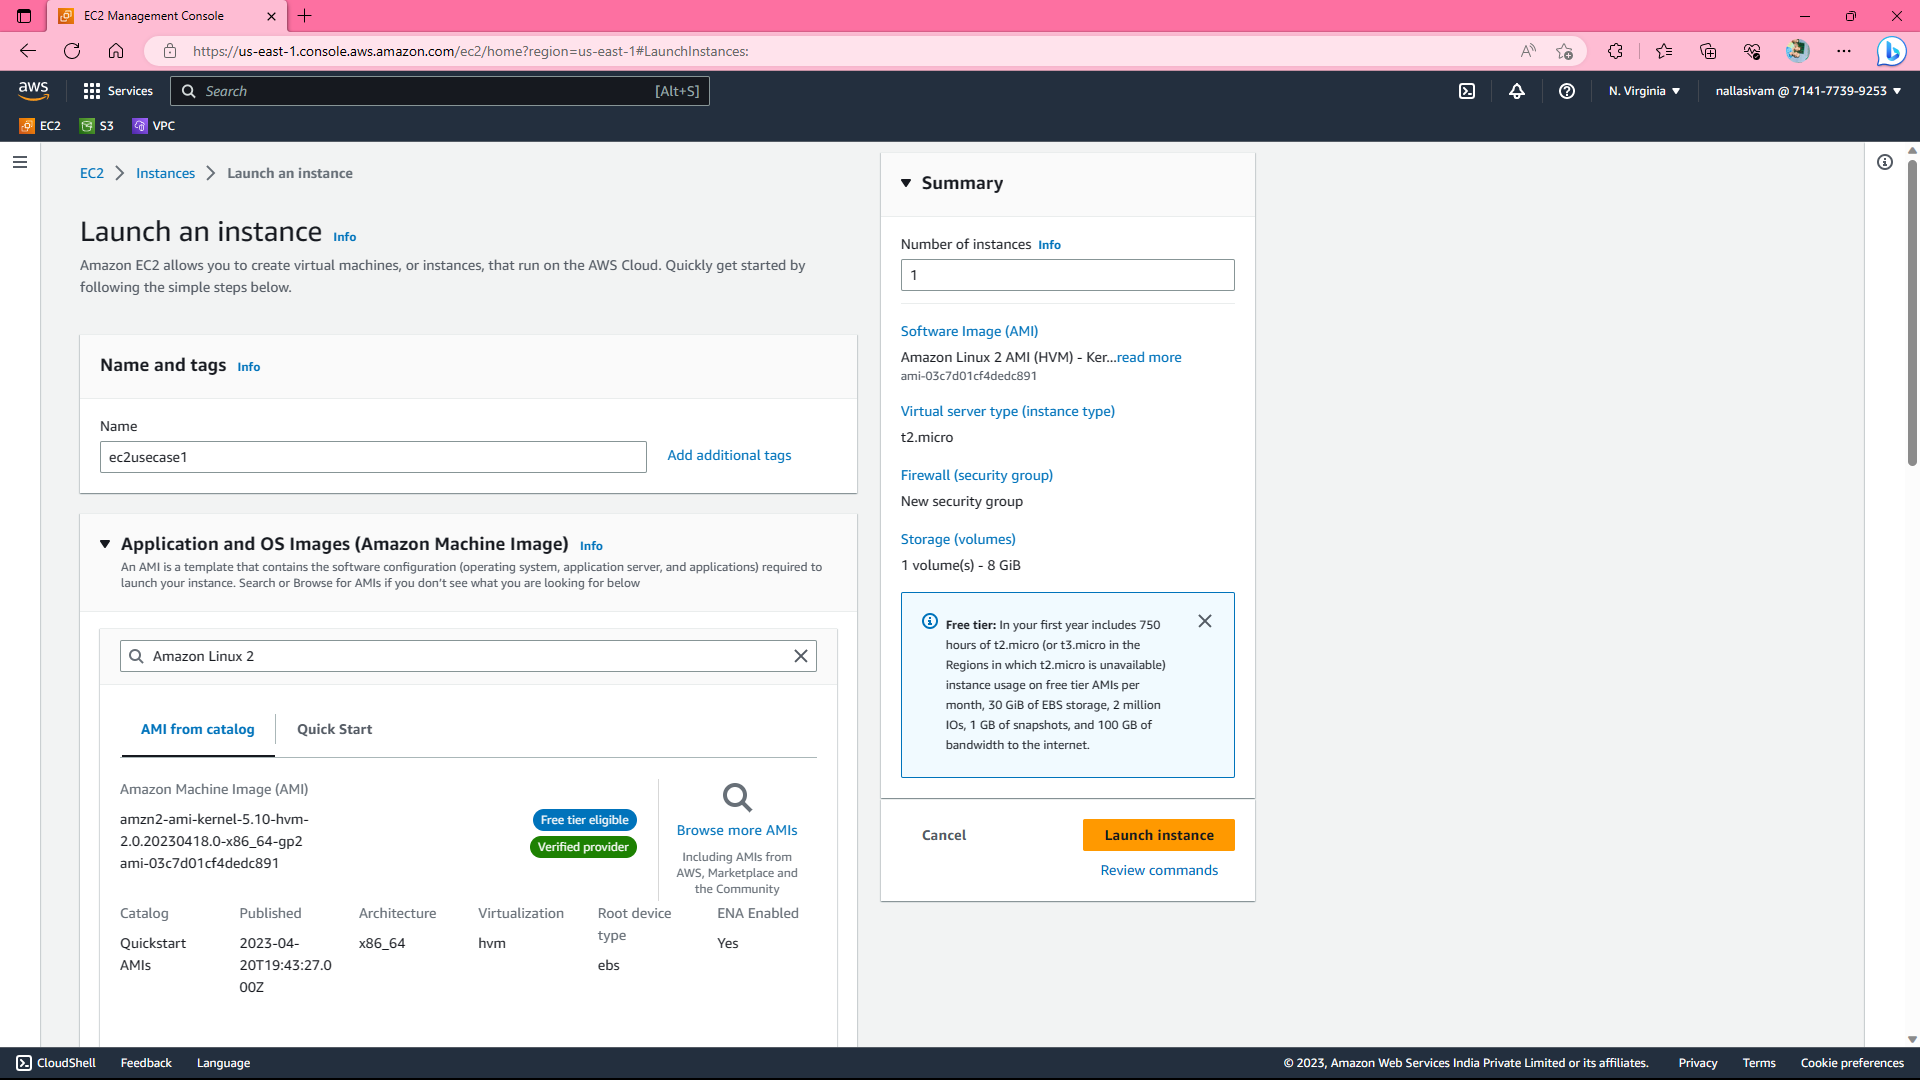 EC2 Management Console
https://us-east-1.console.aws.amazon.com/ec2/home?region=us-east-1#LaunchInstances:
aws
Services
Search
[Alt+S]
N. Virginia
nallasivam @ 7141-7739-9253
EC2
S3
VPC
EC2
Instances
Launch an instance
Launch an instance Info
Amazon EC2 allows you to create virtual machines, or instances, that run on the AWS Cloud. Quickly get started by
following the simple steps below.
Name and tags Info
Name
ec2usecase1
Add additional tags
Application and OS Images (Amazon Machine Image) Info
An AMI is a template that contains the software configuration (operating system, application server, and applications) required to
launch your instance. Search or Browse for AMIs if you don't see what you are looking for below
Amazon Linux 2
AMI from catalog
Quick Start
Amazon Machine Image (AMI)
amzn2-ami-kernel-5.10-hvm-
2.0.20230418.0-x86_64-gp2
ami-03c7d01cf4dedc891
Free tier eligible
Verified provider
Browse more AMIs
Including AMIs from
AWS, Marketplace and
the Community
Catalog
Quickstart
AMIs
Published
2023-04-
20T19:43:27.0
00Z
Architecture
x86_64
Virtualization
hvm
Root device
type
ebs
ENA Enabled
Yes
Summary
Number of instances Info
1
Software Image (AMI)
Amazon Linux 2 AMI (HVM) - Ker...read more
ami-03c7d01cf4dedc891
Virtual server type (instance type)
t2.micro
Firewall (security group)
New security group
Storage (volumes)
1 volume(s) - 8 GiB
Free tier: In your first year includes 750
hours of t2.micro (or t3.micro in the
Regions in which t2.micro is unavailable)
instance usage on free tier AMIs per
month, 30 GiB of EBS storage, 2 million
IOs, 1 GB of snapshots, and 100 GB of
bandwidth to the internet.
Cancel
Launch instance
Review commands
CloudShell
Feedback
Language
© 2023, Amazon Web Services India Private Limited or its affiliates.
Privacy
Terms
Cookie preferences